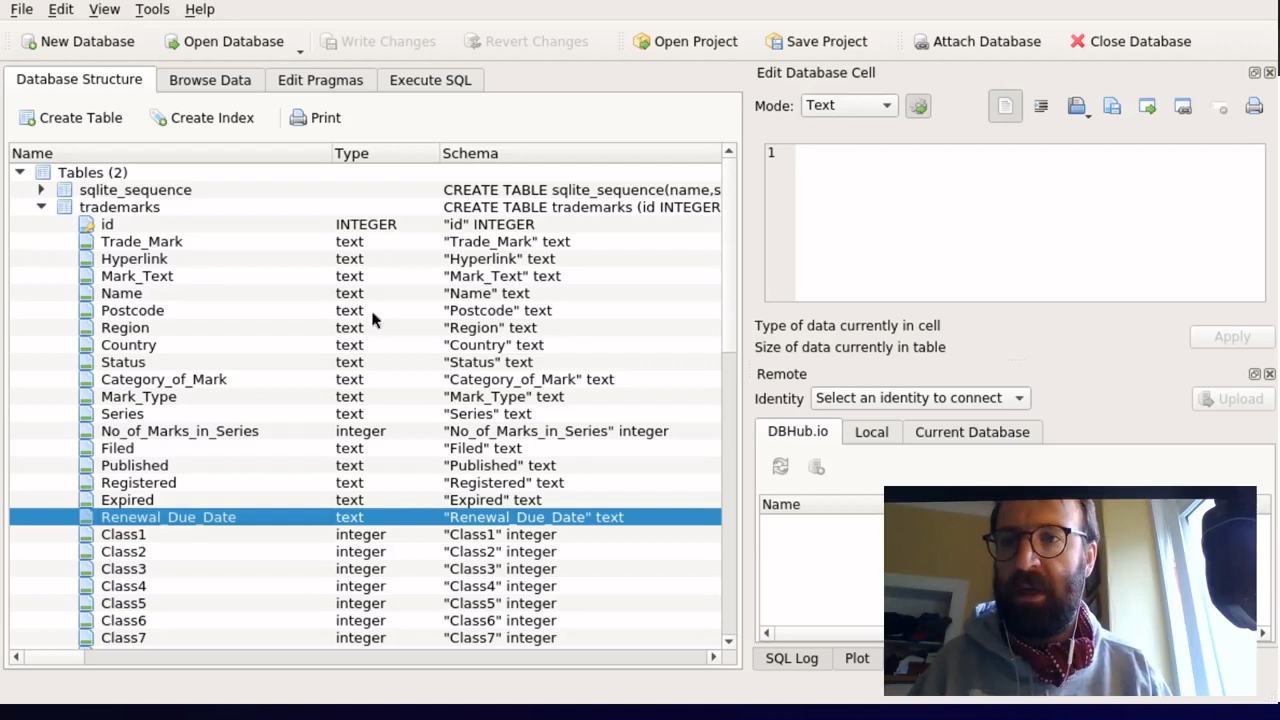 File Edit View Tools Help
New Database Open Database Write Changes Revert Changes Open Project Save Project Attach Database Close Database
Database Structure Browse Data Edit Pragmas Execute SQL
Create Table Create Index Print
Name Type Schema
Tables (2)
sqlite_sequence CREATE TABLE sqlite_sequence(name,s
trademarks CREATE TABLE trademarks (id INTEGER
id INTEGER "id" INTEGER
Trade_Mark text "Trade_Mark" text
Hyperlink text "Hyperlink" text
Mark_Text text "Mark_Text" text
Name text "Name" text
Postcode text "Postcode" text
Region text "Region" text
Country text "Country" text
Status text "Status" text
Category_of_Mark text "Category_of_Mark" text
Mark_Type text "Mark_Type" text
Series text "Series" text
No_of_Marks_in_Series integer "No_of_Marks_in_Series" integer
Filed text "Filed" text
Published text "Published" text
Registered text "Registered" text
Expired text "Expired" text
Renewal_Due_Date text "Renewal_Due_Date" text
Class1 integer "Class1" integer
Class2 integer "Class2" integer
Class3 integer "Class3" integer
Class4 integer "Class4" integer
Class5 integer "Class5" integer
Class6 integer "Class6" integer
Class7 integer "Class7" integer
Edit Database Cell
Mode: Text
1
Type of data currently in cell
Size of data currently in table
Apply
Remote
Identity Select an identity to connect Upload
DBHub.io Local Current Database
Name
SQL Log Plot